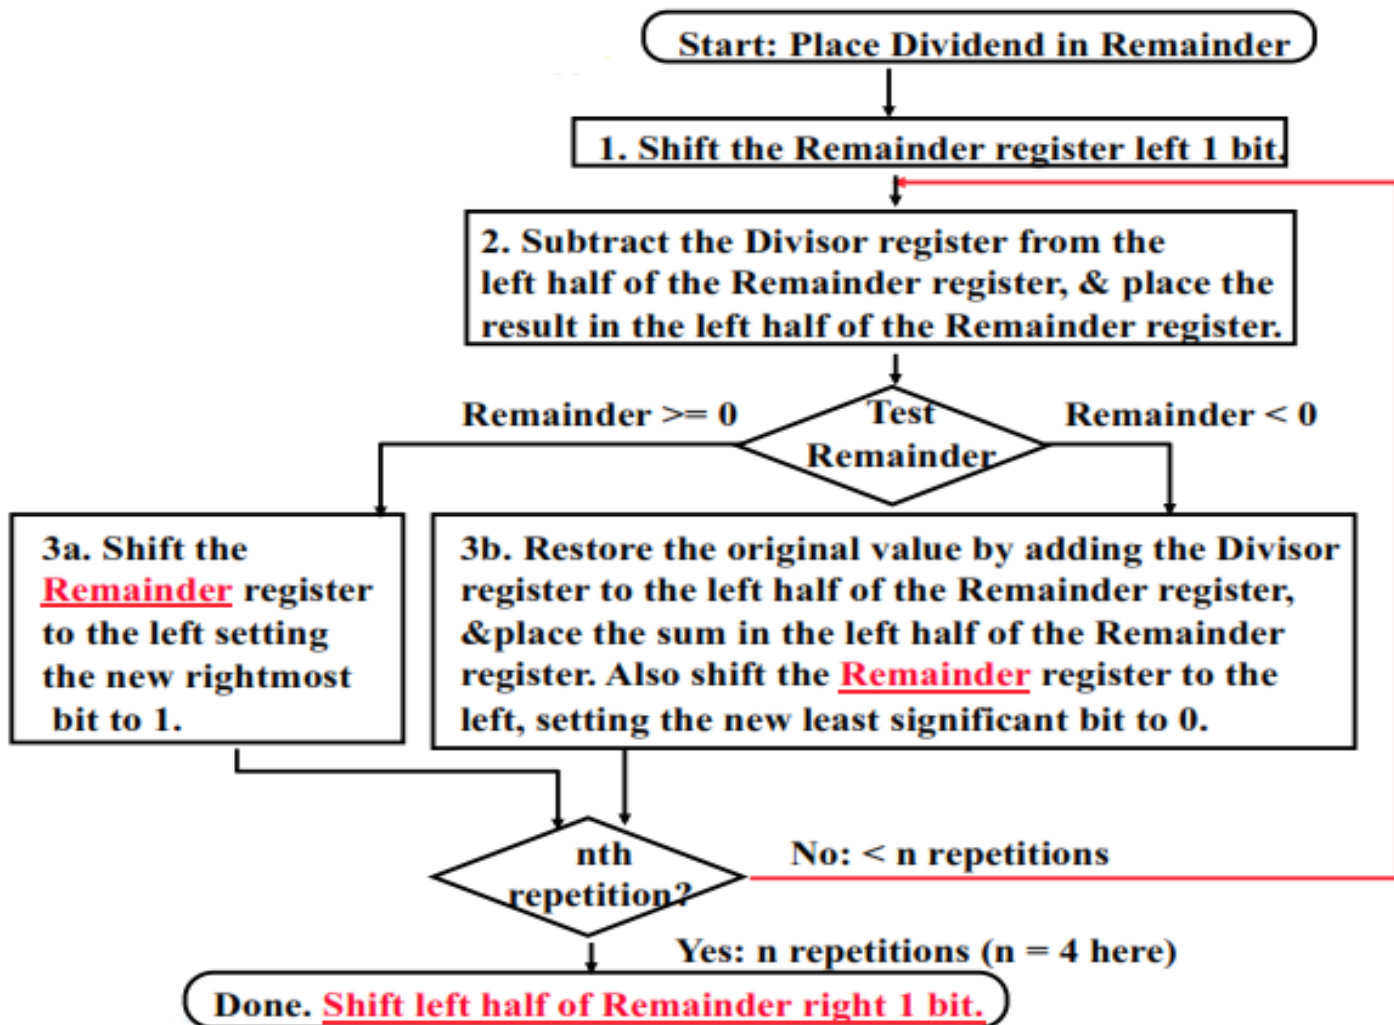 Start: Place Dividend in Remainder
1. Shift the Remainder register left 1 bit.
2. Subtract the Divisor register from the
left half of the Remainder register, & place the
result in the left half of the Remainder register.
Remainder >= 0
Test
Remainder
Remainder < 0
3a. Shift the
Remainder register
to the left setting
the new rightmost
bit to 1.
3b. Restore the original value by adding the Divisor
register to the left half of the Remainder register,
&place the sum in the left half of the Remainder
register. Also shift the Remainder register to the
left, setting the new least significant bit to 0.
nth
repetition?
No: < n repetitions
Yes: n repetitions (n = 4 here)
Done. Shift left half of Remainder right 1 bit.